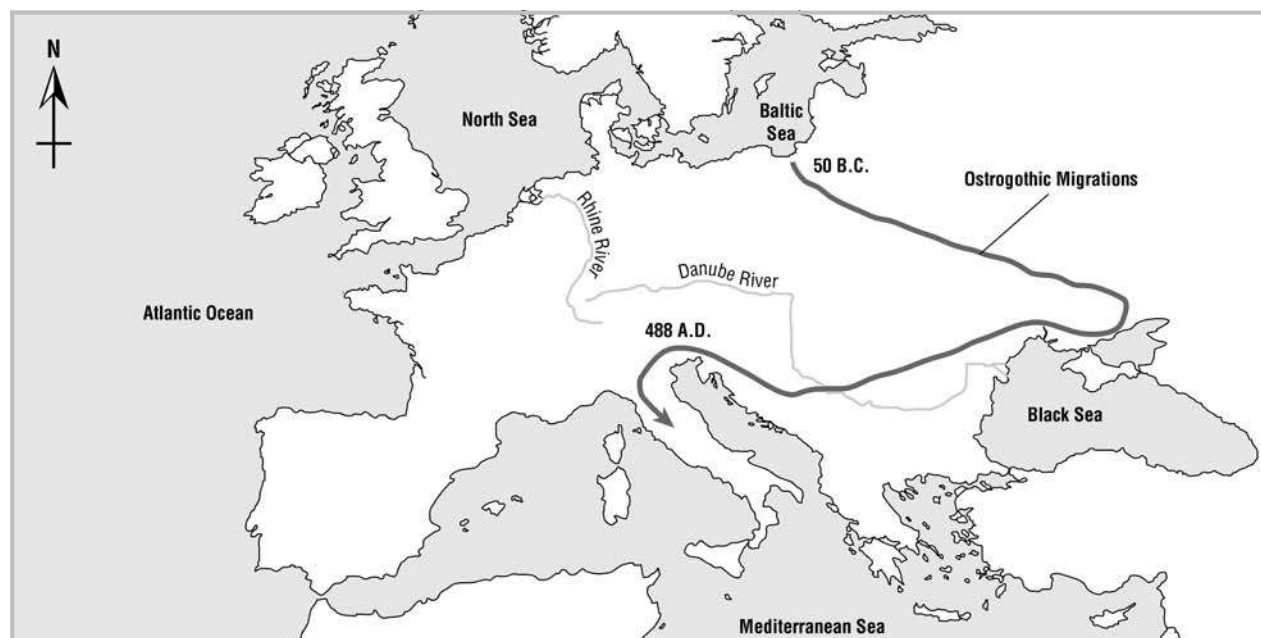 N
North Sea
Baltic
Sea
50 B.C.
Ostrogothic Migrations
Rhine River
Danube River
Atlantic Ocean
488 A.D.
Black Sea
Mediterranean Sea